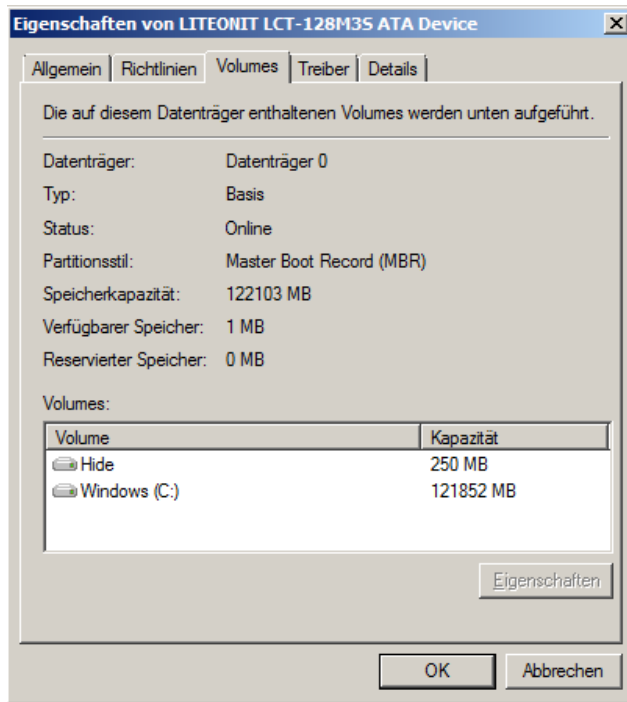 Eigenschaften von LITEONIT LCT-128M3S ATA Device
Allgemein Richtlinien Volumes Treiber Details
Die auf diesem Datenträger enthaltenen Volumes werden unten aufgeführt.
Datenträger: Datenträger 0
Typ: Basis
Status: Online
Partitionsstil: Master Boot Record (MBR)
Speicherkapazität: 122103 MB
Verfügbarer Speicher: 1 MB
Reservierter Speicher: 0 MB
Volumes:
Volume Kapazität
Hide 250 MB
Windows (C:) 121852 MB
Eigenschaften
OK Abbrechen